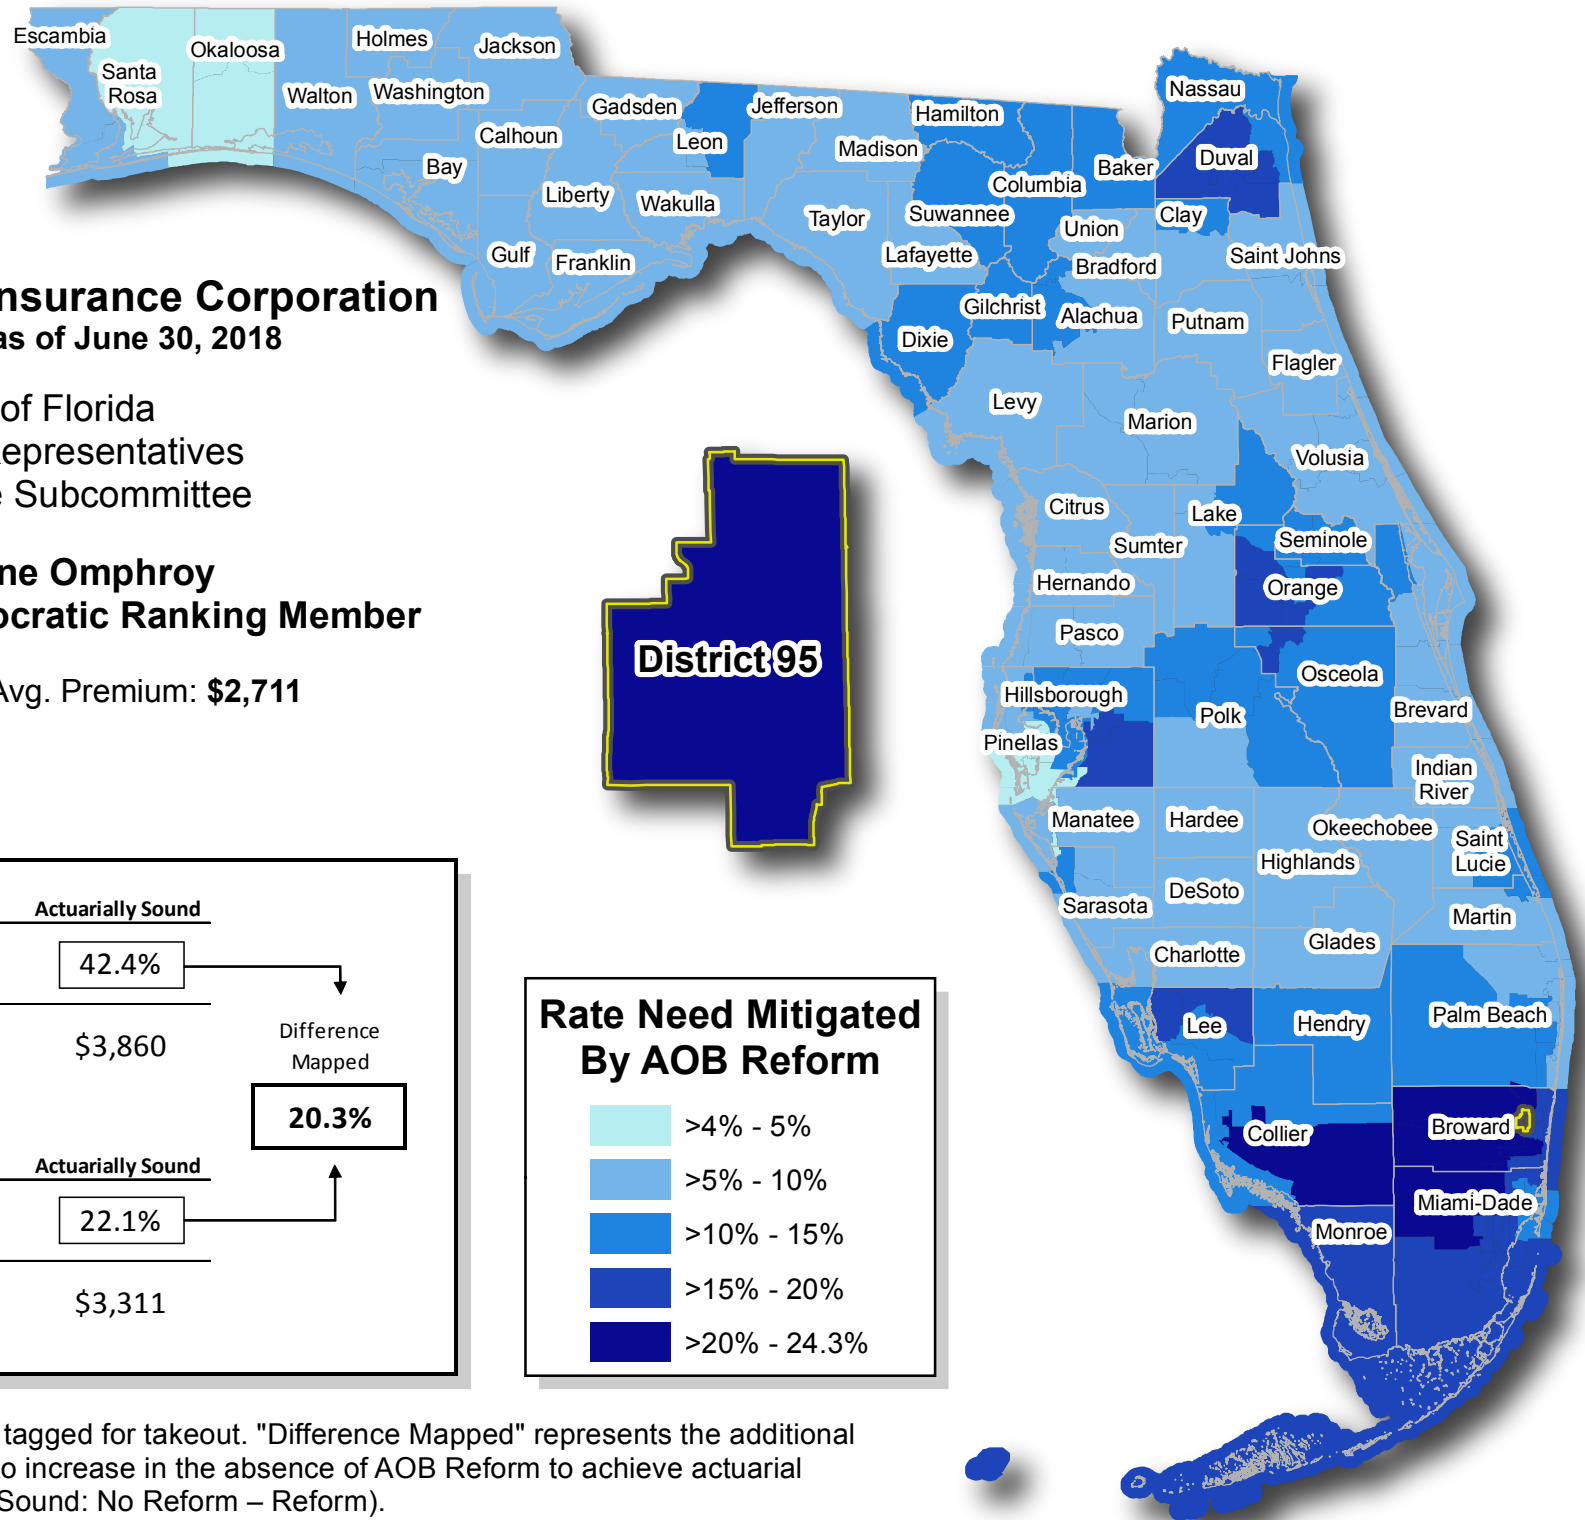 Escambia
Santa
Rosa
Okaloosa
Holmes
Jackson
Walton
Washington
Gadsden
Jefferson
Calhoun
Leon
Madison
Bay
Liberty
Wakulla
Taylor
Gulf
Franklin
Hamilton
Nassau
Duval
Baker
Columbia
Suwannee
Clay
Union
Lafayette
Bradford
Saint Johns
Gilchrist
Alachua
Putnam
Dixie
Flagler
Levy
Marion
Volusia
Citrus
Lake
Sumter
Seminole
Hernando
Orange
Pasco
Osceola
Hillsborough
Polk
Brevard
Pinellas
Indian
River
Manatee
Hardee
Okeechobee
Saint
Lucie
Highlands
DeSoto
Sarasota
Martin
Glades
Charlotte
Lee
Hendry
Palm Beach
Collier
Broward
Miami-Dade
Monroe
nsurance Corporation
as of June 30, 2018
of Florida
Representatives
e Subcommittee
ne Omphroy
ocratic Ranking Member
Avg. Premium: $2,711
District 95
Actuarially Sound
42.4%
$3,860
Difference
Mapped
20.3%
Actuarially Sound
22.1%
$3,311
Rate Need Mitigated
By AOB Reform
>4% - 5%
>5% - 10%
>10% - 15%
>15% - 20%
>20% - 24.3%
tagged for takeout. "Difference Mapped" represents the additional
to increase in the absence of AOB Reform to achieve actuarial
Sound: No Reform – Reform).